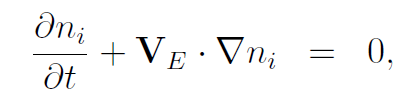 ∂n_i/∂t + V_E · ∇n_i = 0,